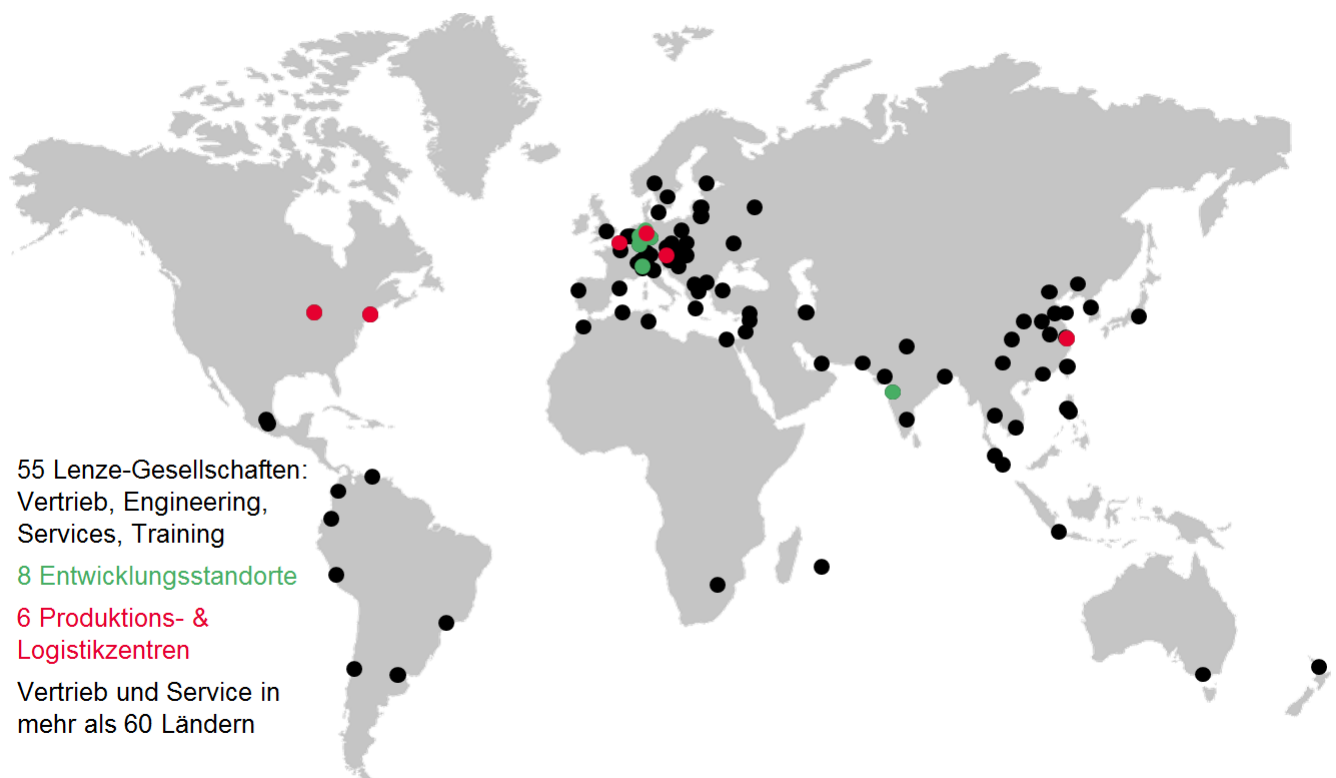 55 Lenze-Gesellschaften:
Vertrieb, Engineering,
Services, Training
8 Entwicklungsstandorte
6 Produktions- &
Logistikzentren
Vertrieb und Service in
mehr als 60 Ländern